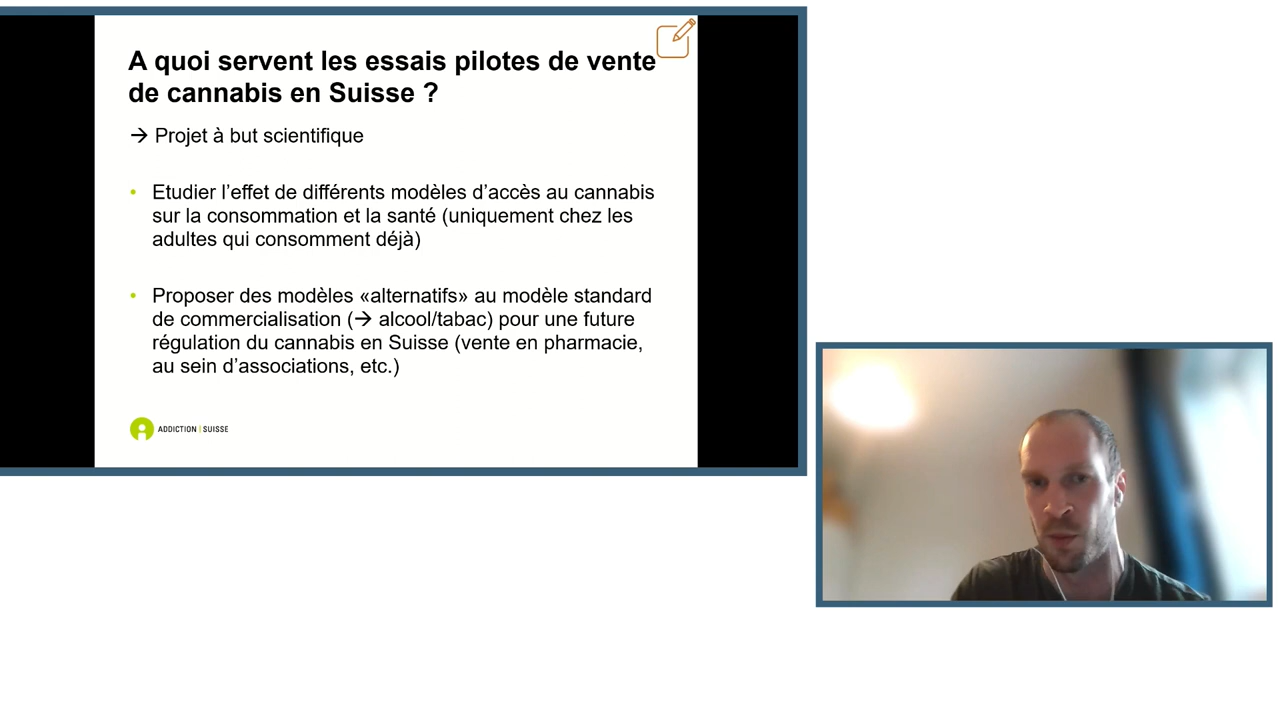 A quoi servent les essais pilotes de vente
de cannabis en Suisse ?
→ Projet à but scientifique
• Etudier l’effet de différents modèles d’accès au cannabis
sur la consommation et la santé (uniquement chez les
adultes qui consomment déjà)
• Proposer des modèles «alternatifs» au modèle standard
de commercialisation (→ alcool/tabac) pour une future
régulation du cannabis en Suisse (vente en pharmacie,
au sein d’associations, etc.)
ADDICTION | SUISSE